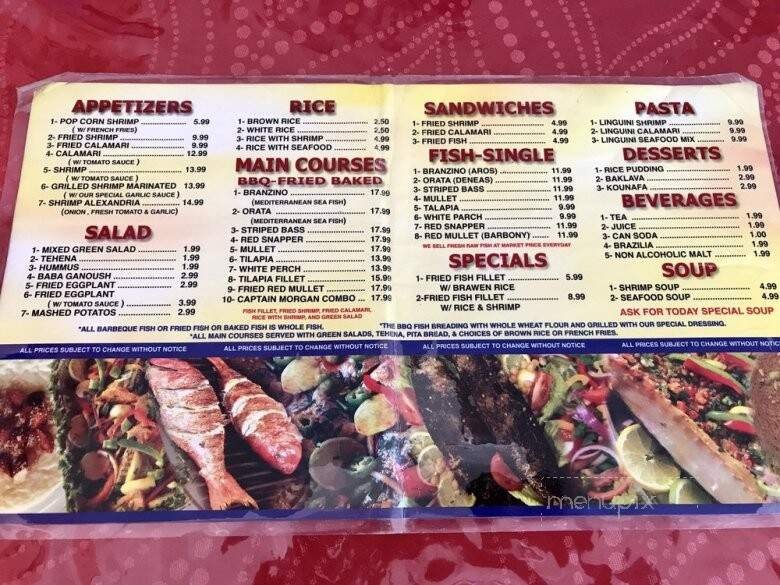 APPETIZERS
1- POP CORN SHRIMP 5.99
( W/ FRENCH FRIES)
2- FRIED SHRIMP 9.99
3- FRIED CALAMARI 9.99
4- CALAMARI 12.99
( W/ TOMATO SAUCE )
5- SHRIMP 13.99
( W/ TOMATO SAUCE )
6- GRILLED SHRIMP MARINATED 13.99
( W/ OUR SPECIAL GARLIC SAUCE )
7- SHRIMP ALEXANDRIA 14.99
(ONION , FRESH TOMATO & GARLIC)
SALAD
1- MIXED GREEN SALAD 1.99
2- TEHENA 1.99
3- HUMMUS 1.99
4- BABA GANOUSH 2.99
5- FRIED EGGPLANT 2.99
6- FRIED EGGPLANT
( W/ TOMATO SAUCE ) 3.99
7- MASHED POTATOS 2.99
RICE
1- BROWN RICE 2.50
2- WHITE RICE 2.50
3- RICE WITH SHRIMP 4.99
4- RICE WITH SEAFOOD 4.99
MAIN COURSES
BBQ-FRIED BAKED
1- BRANZINO 17.99
(MEDITERRANEAN SEA FISH)
2- ORATA 17.99
(MEDITERRANEAN SEA FISH)
3- STRIPED BASS 17.99
4- RED SNAPPER 17.99
5- MULLET 17.99
6- TILAPIA 13.99
7- WHITE PERCH 13.99
8- TILAPIA FILLET 15.99
9- FRIED RED MULLET 17.99
10- CAPTAIN MORGAN COMBO ... 17.99
FISH FILLET, FRIED SHRIMP, FRIED CALAMARI,
RICE WITH SHRIMP, AND GREEN SALAD
SANDWICHES
1- FRIED SHRIMP 4.99
2- FRIED CALAMARI 4.99
3- FRIED FISH 4.99
FISH-SINGLE
1- BRANZINO (AROS) 11.99
2- ORATA (DENEAS) 11.99
3- STRIPED BASS 11.99
4- MULLET 11.99
5- TALAPIA 9.99
6- WHITE PARCH 9.99
7- RED SNAPPER 11.99
8- RED MULLET (BARBONY) 11.99
WE SELL FRESH RAW FISH AT MARKET PRICE EVERYDAY
SPECIALS
1- FRIED FISH FILLET 5.99
W/ BRAWEN RICE
2-FRIED FISH FILLET 8.99
W/ RICE & SHRIMP
PASTA
1- LINGUINI SHRIMP 9.99
2- LINGUINI CALAMARI 9.99
3- LINGUINI SEAFOOD MIX 9.99
DESSERTS
1- RICE PUDDING 1.99
2- BAKLAVA 2.99
3- KOUNAFA 2.99
BEVERAGES
1- TEA 1.99
2- JUICE 1.99
3- CAN SODA 1.00
4- BRAZILIA 1.99
5- NON ALCOHOLIC MALT 1.99
SOUP
1- SHRIMP SOUP 4.99
2- SEAFOOD SOUP 4.99
ASK FOR TODAY SPECIAL SOUP
*ALL BARBEQUE FISH OR FRIED FISH OR BAKED FISH IS WHOLE FISH. *THE BBQ FISH BREADING WITH WHOLE WHEAT FLOUR AND GRILLED WITH OUR SPECIAL DRESSING.
*ALL MAIN COURSES SERVED WITH GREEN SALADS, TEHENA, PITA BREAD, & CHOICES OF BROWN RICE OR FRENCH FRIES.
ALL PRICES SUBJECT TO CHANGE WITHOUT NOTICE ALL PRICES SUBJECT TO CHANGE WITHOUT NOTICE ALL PRICES SUBJECT TO CHANGE WITHOUT NOTICE ALL PRICES SUBJECT TO CHANGE WITHOUT NOTICE
menupix